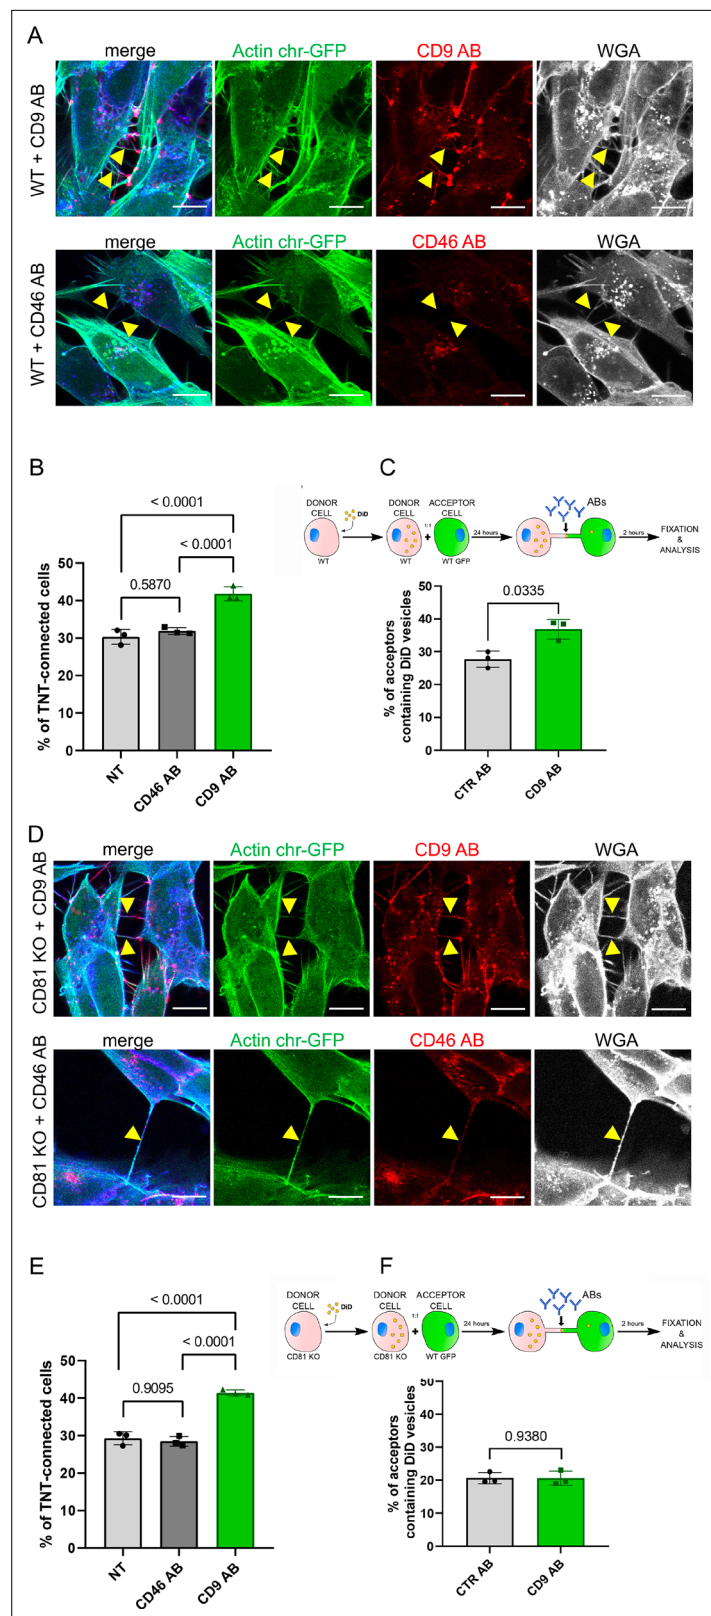 A
merge
Actin chr-GFP
CD9 AB
WGA
WT + CD9 AB
merge
Actin chr-GFP
CD46 AB
WGA
WT + CD46 AB
B
< 0.0001
< 0.0001
0.5870
% of TNT-connected cells
50
40
30
20
10
0
NT
CD46 AB
CD9 AB
C
DONOR
CELL
DiD
WT
DONOR
CELL
WT
1:1
+
ACCEPTOR
CELL
WT GFP
24 hours
ABs
2 hours
FIXATION
&
ANALYSIS
0.0335
% of acceptors
containing DiD vesicles
50
40
30
20
10
0
CTR AB
CD9 AB
D
merge
Actin chr-GFP
CD9 AB
WGA
CD81 KO + CD9 AB
merge
Actin chr-GFP
CD46 AB
WGA
CD81 KO + CD46 AB
E
< 0.0001
< 0.0001
0.9095
% of TNT-connected cells
50
40
30
20
10
0
NT
CD46 AB
CD9 AB
F
DONOR
CELL
DiD
CD81 KO
DONOR
CELL
CD81 KO
1:1
+
ACCEPTOR
CELL
WT GFP
24 hours
ABs
2 hours
FIXATION
&
ANALYSIS
0.9380
% of acceptors
containing DiD vesicles
50
40
30
20
10
0
CTR AB
CD9 AB